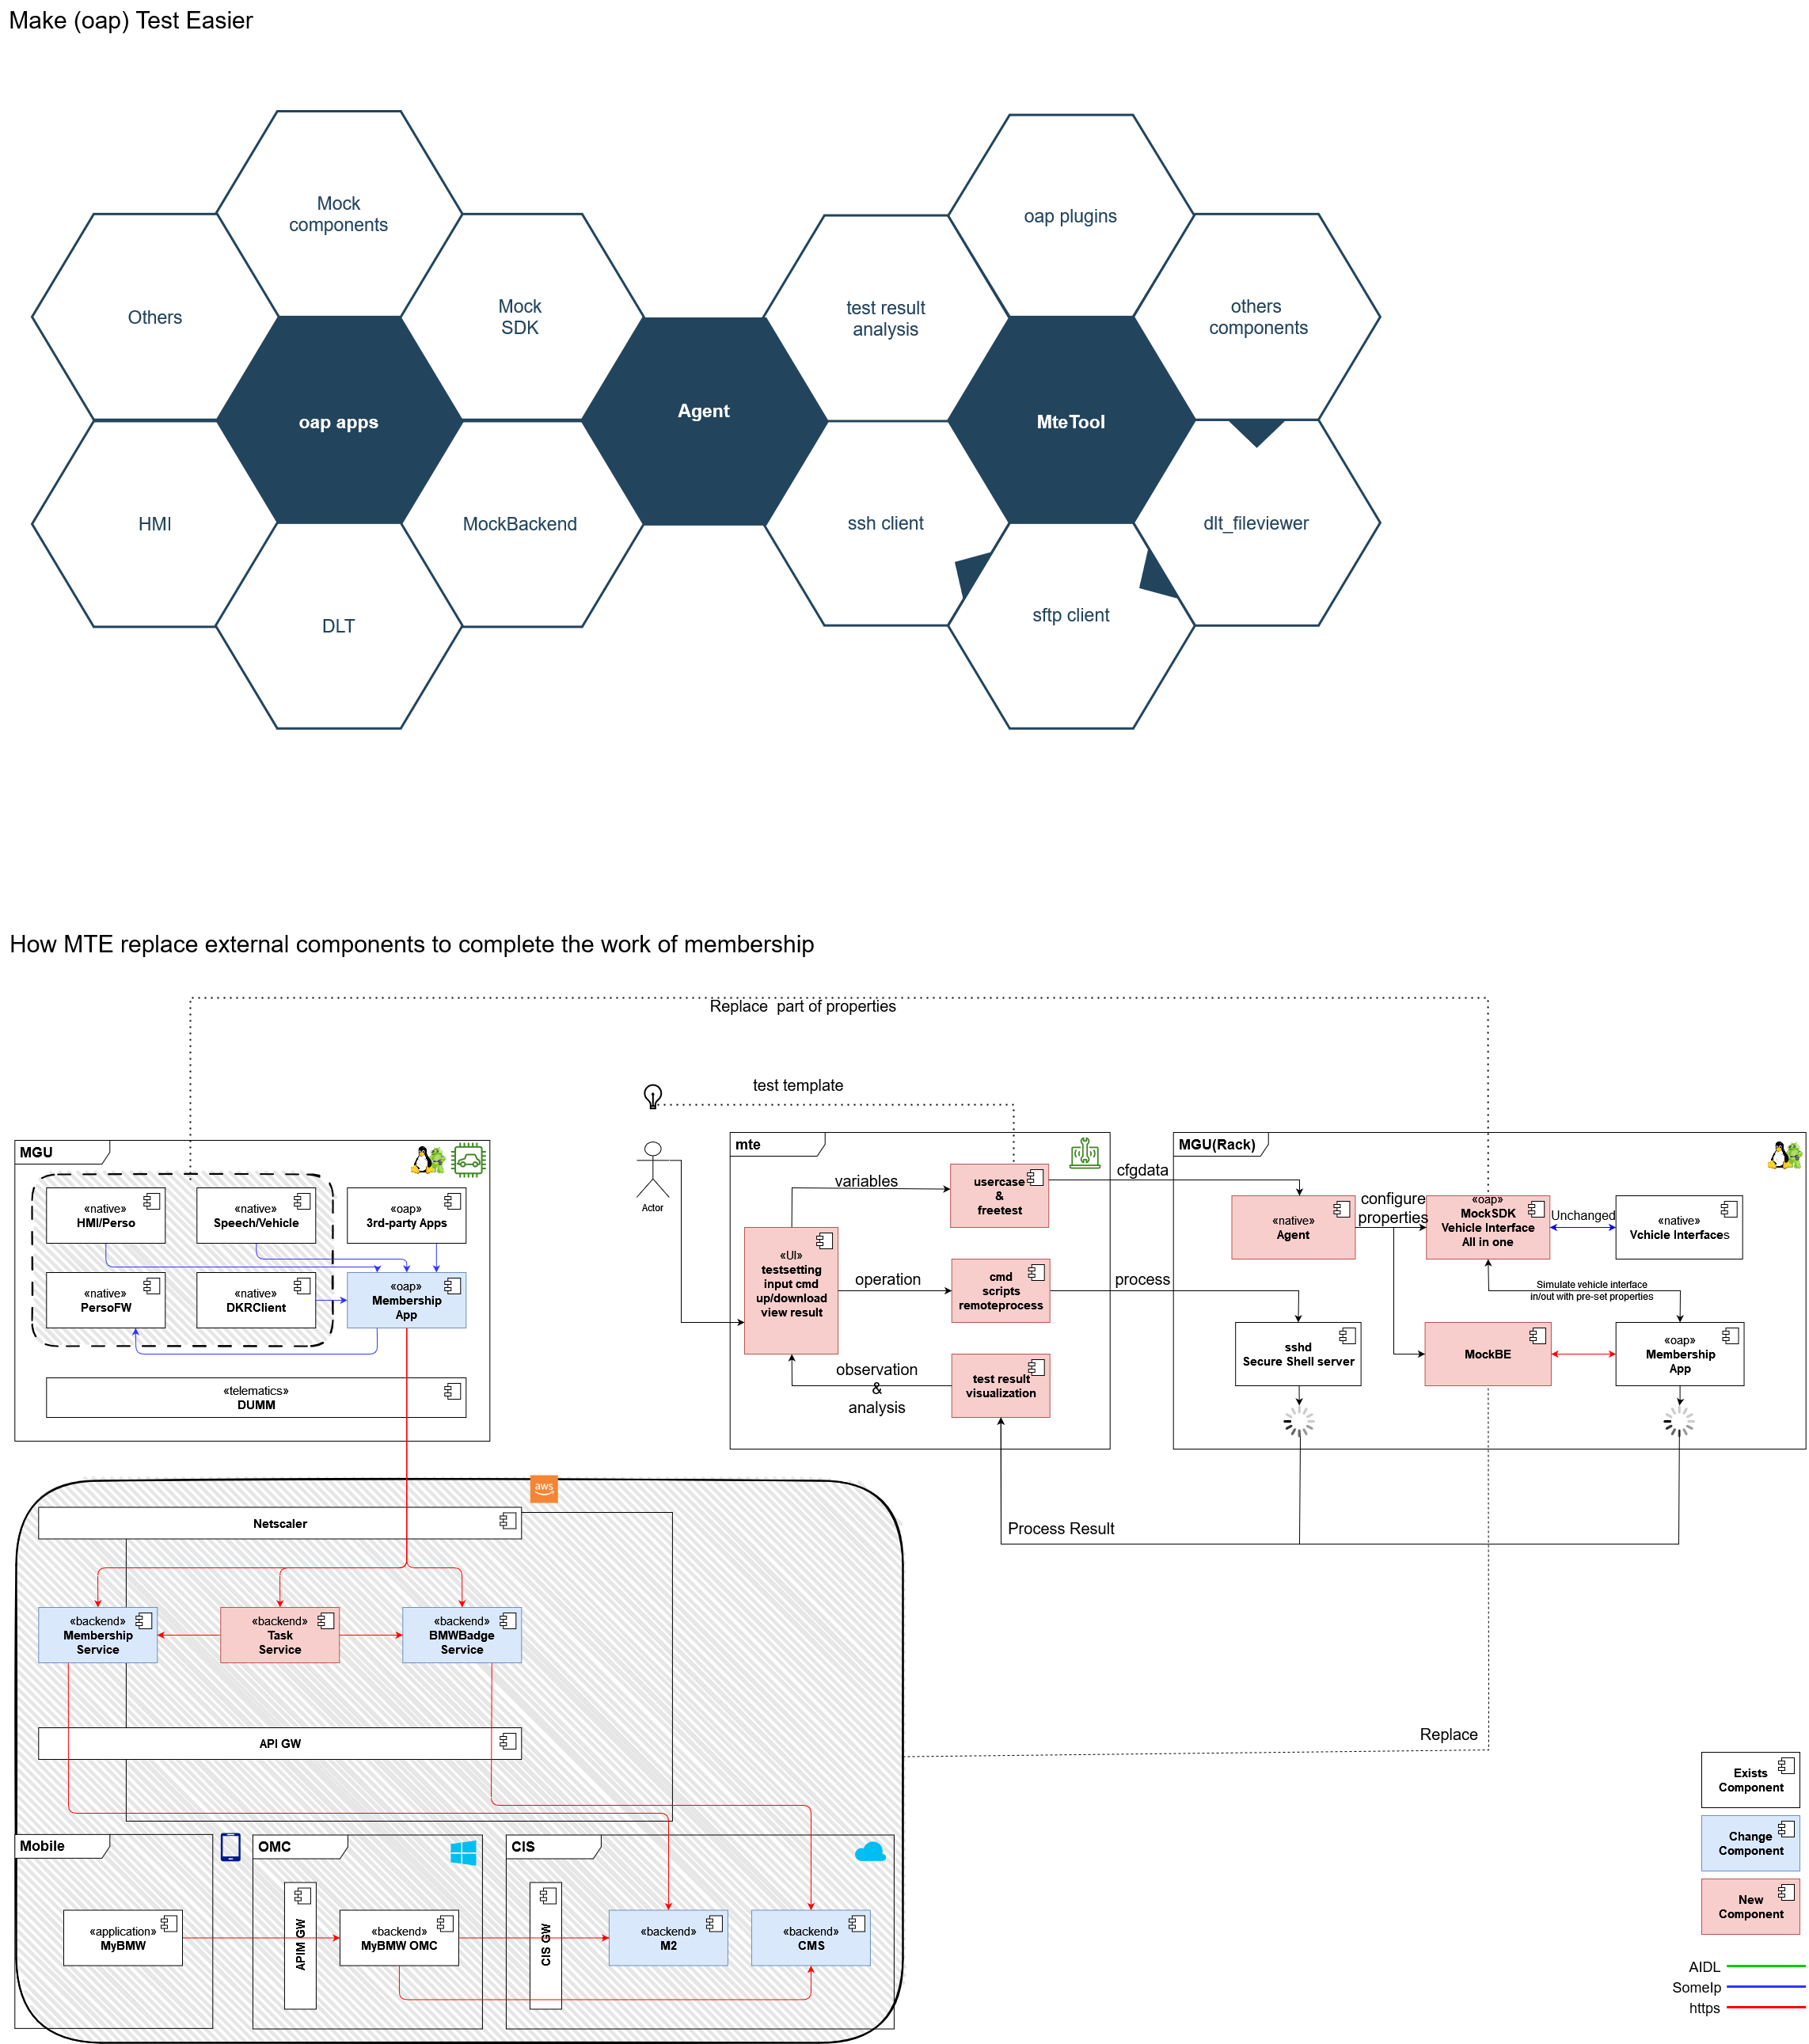 Make (oap) Test Easier
Mock
components
oap plugins
Others
Mock
SDK
test result
analysis
others
components
oap apps
Agent
MteTool
HMI
MockBackend
ssh client
dlt_fileviewer
DLT
sftp client
How MTE replace external components to complete the work of membership
Replace  part of properties
test template
MGU
«native»
HMI/Perso
«native»
Speech/Vehicle
«oap»
3rd-party Apps
«native»
PersoFW
«native»
DKRClient
«oap»
Membership
App
«telematics»
DUMM
Actor
mte
variables
usercase
&
freetest
«UI»
testsetting
input cmd
up/download
view result
operation
cmd
scripts
remoteprocess
observation
&
analysis
test result
visualization
cfgdata
process
MGU(Rack)
«native»
Agent
configure
properties
«oap»
MockSDK
Vehicle Interface
All in one
Unchanged
«native»
Vchicle Interfaces
Simulate vehicle interface
in/out with pre-set properties
sshd
Secure Shell server
MockBE
«oap»
Membership
App
Process Result
aws
Netscaler
«backend»
Membership
Service
«backend»
Task
Service
«backend»
BMWBadge
Service
API GW
Replace
Mobile
«application»
MyBMW
OMC
APIM GW
«backend»
MyBMW OMC
CIS
CIS GW
«backend»
M2
«backend»
CMS
Exists
Component
Change
Component
New
Component
AIDL
SomeIp
https